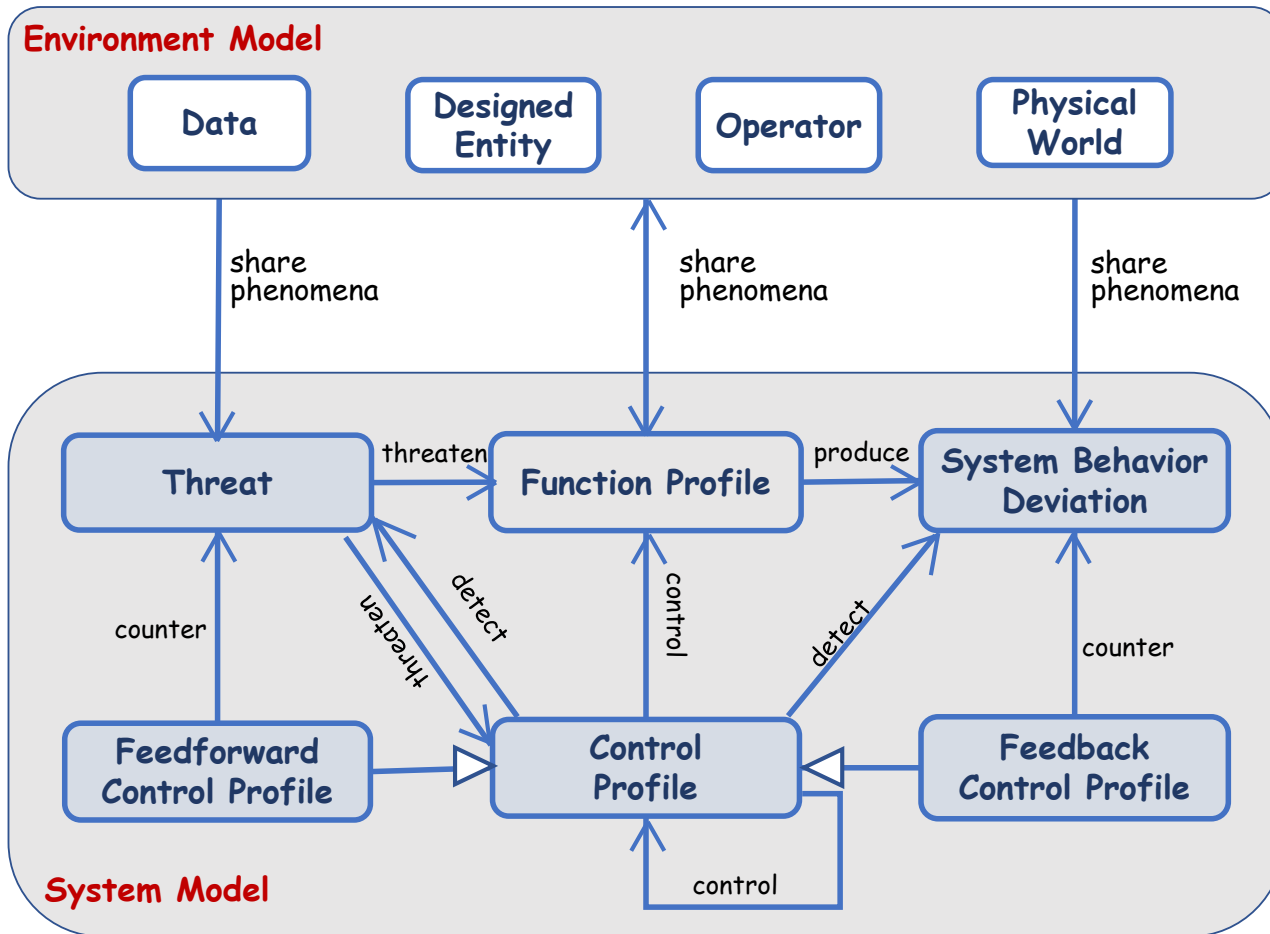 Environment Model
Data
Designed
Entity
Operator
Physical
World
share
phenomena
share
phenomena
share
phenomena
Threat
threaten
Function Profile
produce
System Behavior
Deviation
counter
threaten
detect
control
detect
counter
Feedforward
Control Profile
Control
Profile
Feedback
Control Profile
control
System Model